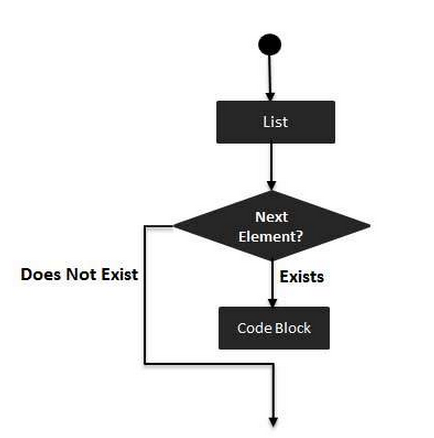 List
Next
Element?
Does Not Exist
Exists
Code Block